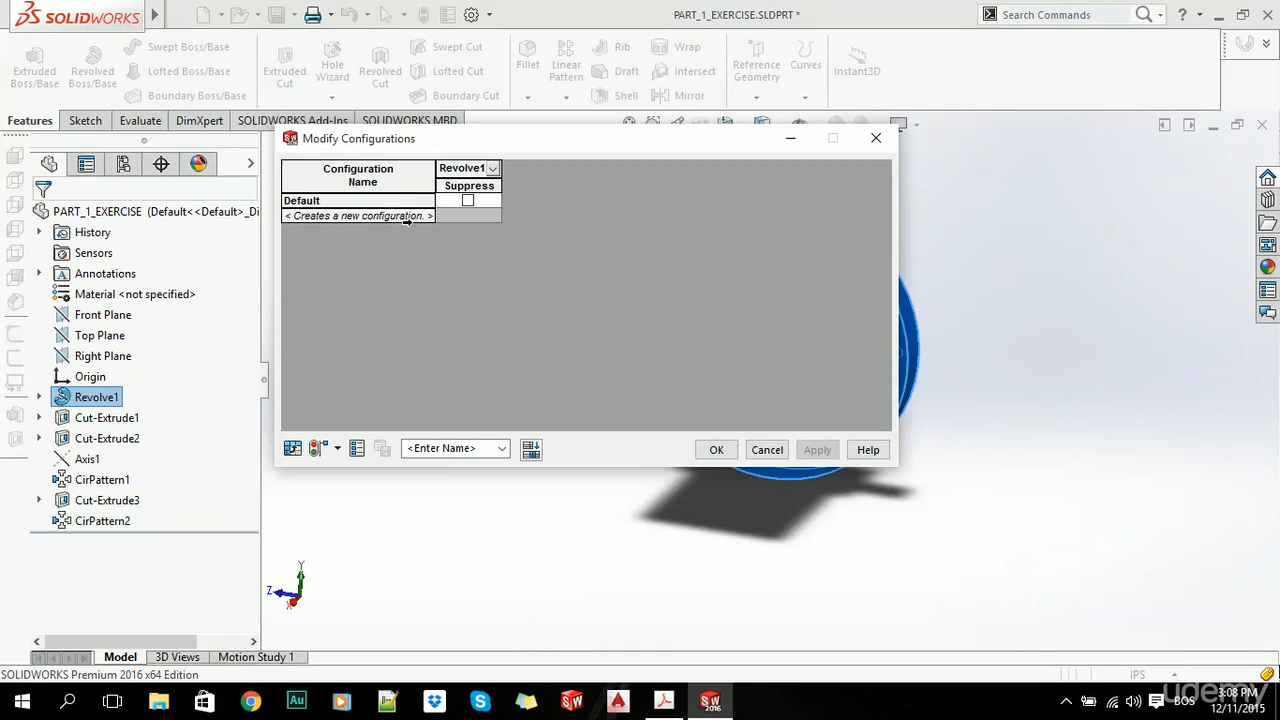 SOLIDWORKS
PART_1_EXERCISE.SLDPRT *
Search Commands
Extruded Boss/Base
Revolved Boss/Base
Swept Boss/Base
Lofted Boss/Base
Boundary Boss/Base
Extruded Cut
Hole Wizard
Revolved Cut
Swept Cut
Lofted Cut
Boundary Cut
Fillet
Linear Pattern
Rib
Draft
Shell
Wrap
Intersect
Mirror
Reference Geometry
Curves
Instant3D
Features
Sketch
Evaluate
DimXpert
SOLIDWORKS Add-Ins
SOLIDWORKS MBD
Modify Configurations
Configuration Name
Revolve1
Suppress
Default
< Creates a new configuration. >
<Enter Name>
OK
Cancel
Apply
Help
PART_1_EXERCISE (Default<<Default>_Di
History
Sensors
Annotations
Material <not specified>
Front Plane
Top Plane
Right Plane
Origin
Revolve1
Cut-Extrude1
Cut-Extrude2
Axis1
CirPattern1
Cut-Extrude3
CirPattern2
Y
Z
X
Model
3D Views
Motion Study 1
SOLIDWORKS Premium 2016 x64 Edition
IPS
BOS
3:08 PM
12/11/2015
udemy